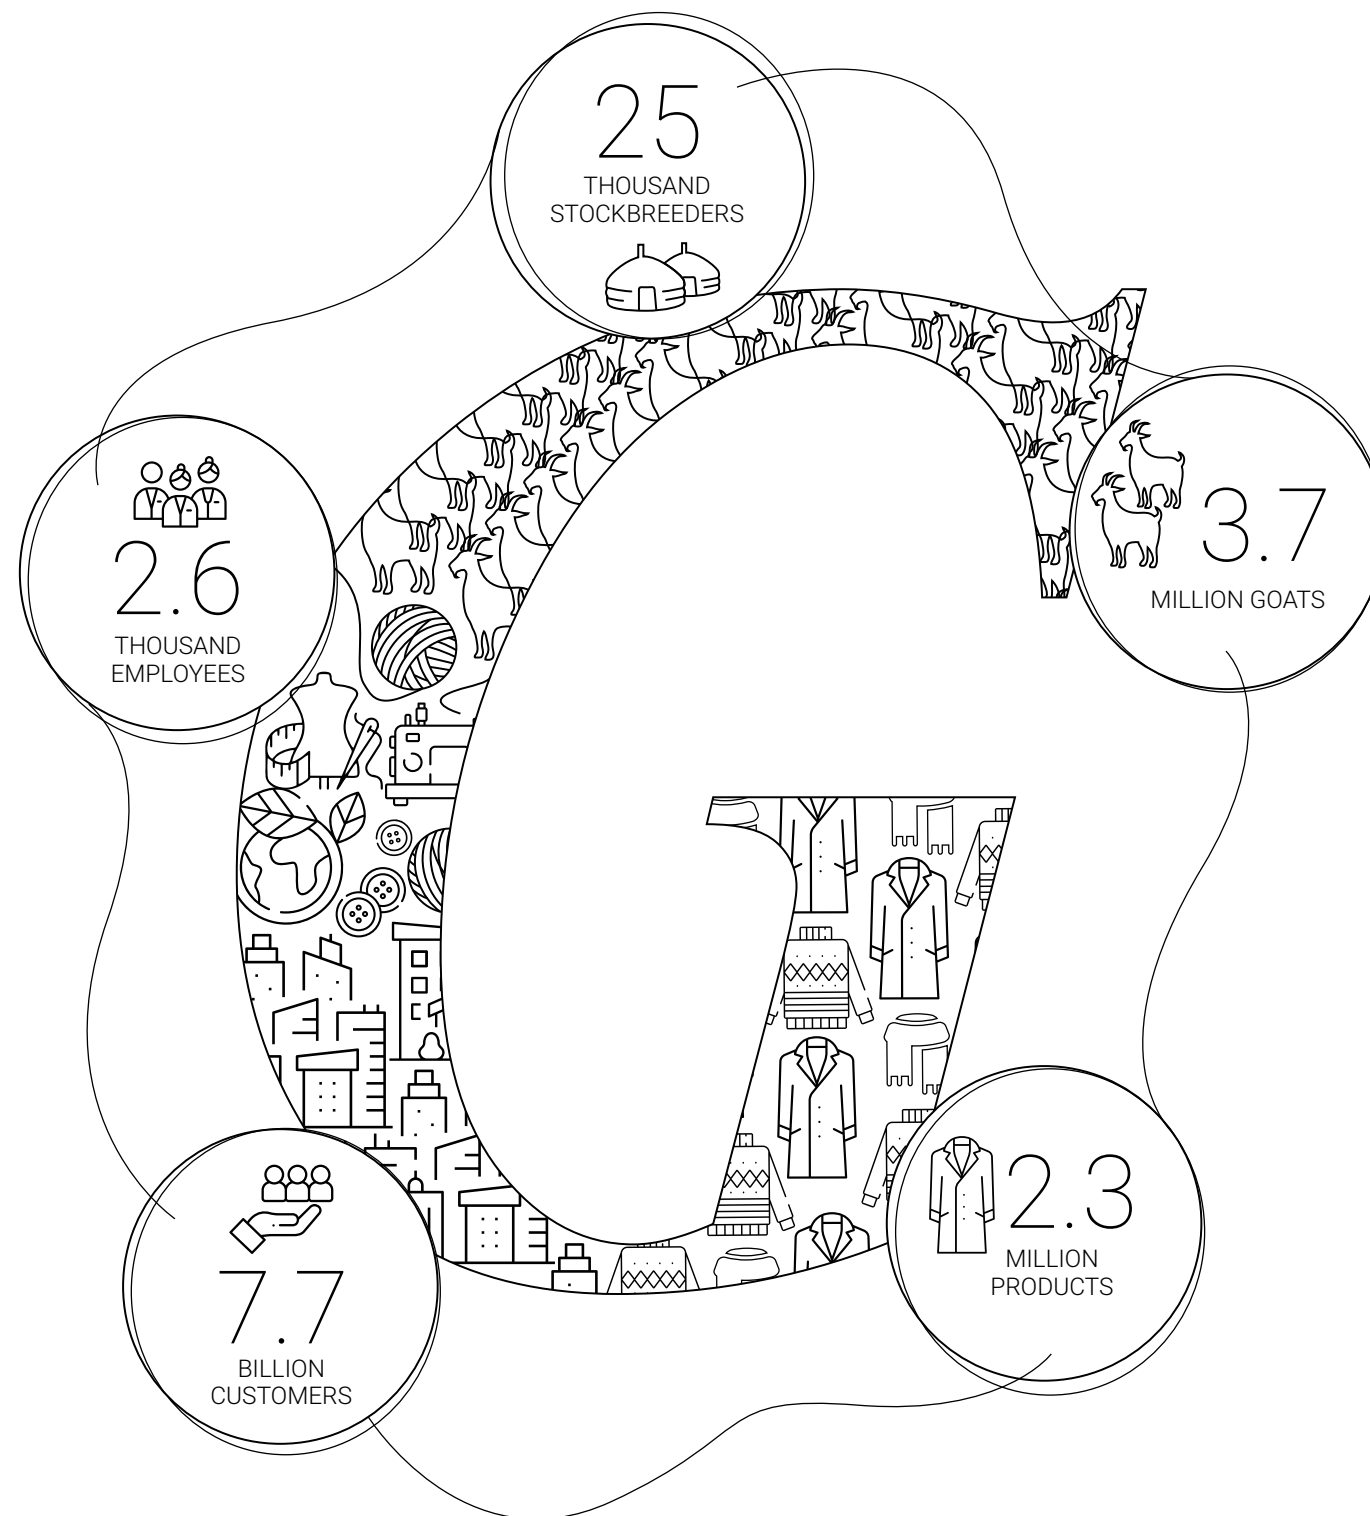 25
THOUSAND
STOCKBREEDERS
3.7
MILLION GOATS
2.6
THOUSAND
EMPLOYEES
2.3
MILLION
PRODUCTS
7.7
BILLION
CUSTOMERS